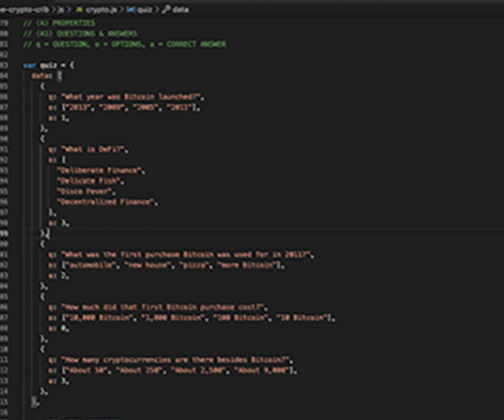 e-crypto-crib > js > crypto.js > quiz > data
79 // (A) PROPERTIES
80 // (A1) QUESTIONS & ANSWERS
81 // q = QUESTION, o = OPTIONS, a = CORRECT ANSWER
82
83 var quiz = {
84 data: [
85 {
86 q: "What year was Bitcoin launched?",
87 o: ["2013", "2009", "2005", "2011"],
88 a: 1,
89 },
90 {
91 q: "What is DeFi?",
92 o: [
93 "Deliberate Finance",
94 "Delicate Fish",
95 "Disco Fever",
96 "Decentralized Finance",
97 ],
98 a: 3,
99 },
00 {
01 q: "What was the first purchase Bitcoin was used for in 2011?",
02 o: ["automobile", "new house", "pizza", "more Bitcoin"],
03 a: 2,
04 },
05 {
06 q: "How much did that first Bitcoin purchase cost?",
07 o: ["10,000 Bitcoin", "1,000 Bitcoin", "100 Bitcoin", "10 Bitcoin"],
08 a: 0,
09 },
10 {
11 q: "How many cryptocurrencies are there besides Bitcoin?",
12 o: ["About 50", "About 250", "About 2,500", "About 9,000"],
13 a: 3,
14 },
15 ],
16